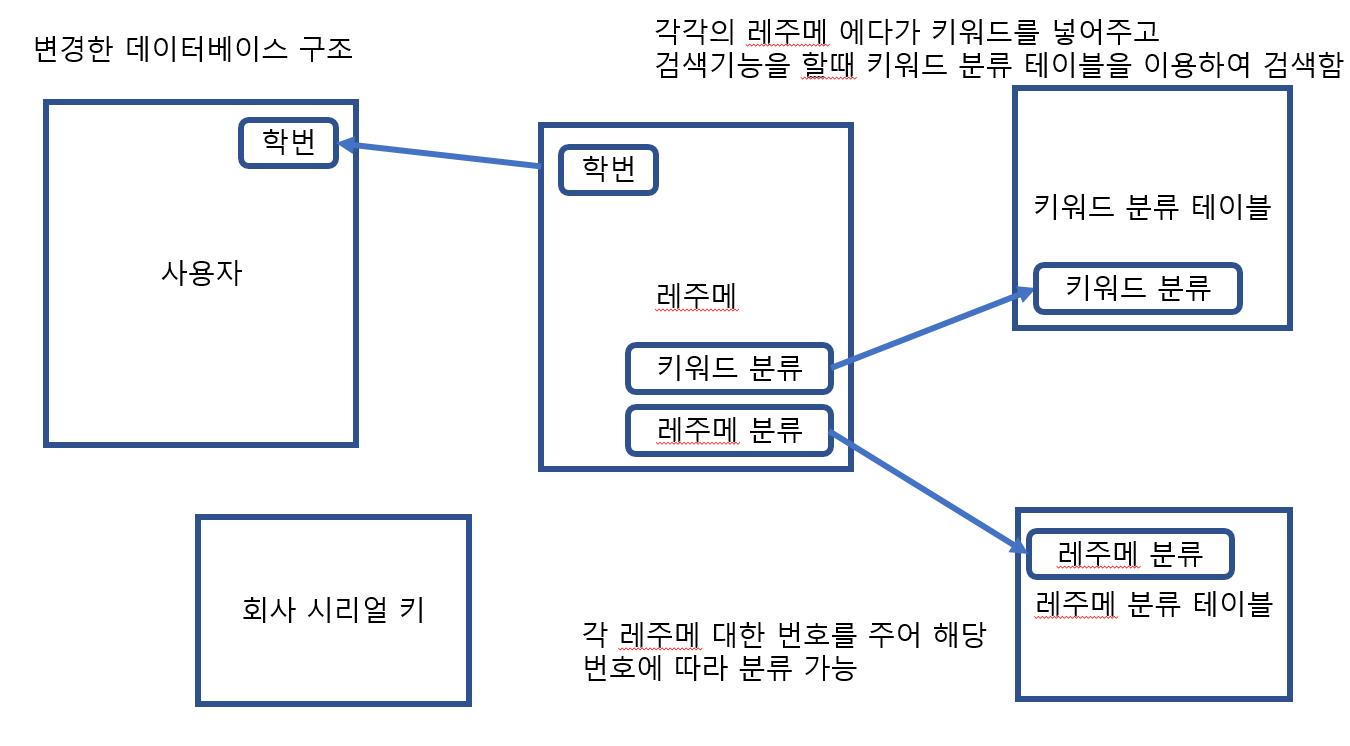 변경한 데이터베이스 구조
각각의 레주메 에다가 키워드를 넣어주고
검색기능을 할때 키워드 분류 테이블을 이용하여 검색함
학번
사용자
학번
레주메
키워드 분류
레주메 분류
키워드 분류 테이블
키워드 분류
회사 시리얼 키
각 레주메 대한 번호를 주어 해당
번호에 따라 분류 가능
레주메 분류
레주메 분류 테이블